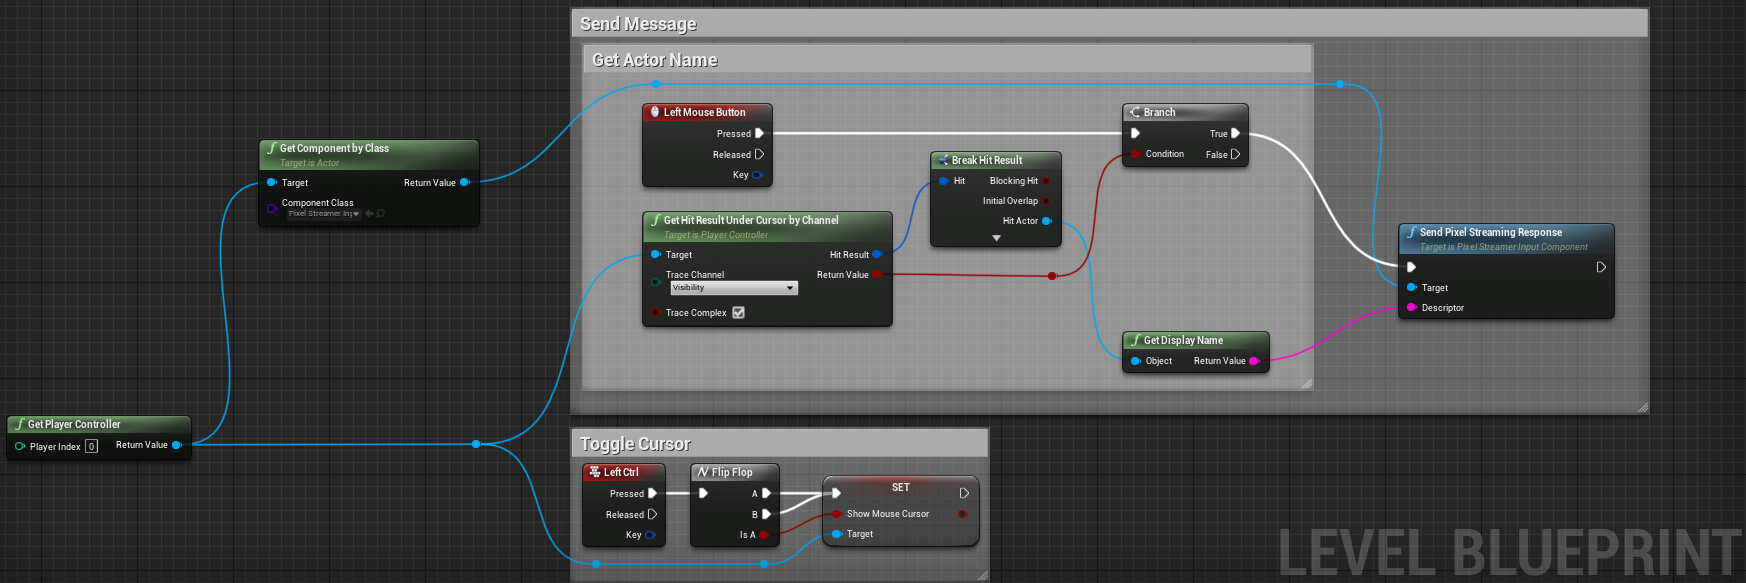 Send Message
Get Actor Name
Left Mouse Button
Pressed
Released
Key
Branch
True
Condition
False
Get Component by Class
Target is Actor
Target
Return Value
Component Class
Pixel Streamer Inp
Break Hit Result
Hit
Blocking Hit
Initial Overlap
Hit Actor
Get Hit Result Under Cursor by Channel
Target is Player Controller
Target
Hit Result
Trace Channel
Return Value
Visibility
Trace Complex
Send Pixel Streaming Response
Target is Pixel Streamer Input Component
Target
Descriptor
Get Display Name
Object
Return Value
Get Player Controller
Player Index
0
Return Value
Toggle Cursor
Left Ctrl
Pressed
Released
Key
Flip Flop
A
B
Is A
SET
Show Mouse Cursor
Target
LEVEL BLUEPRINT